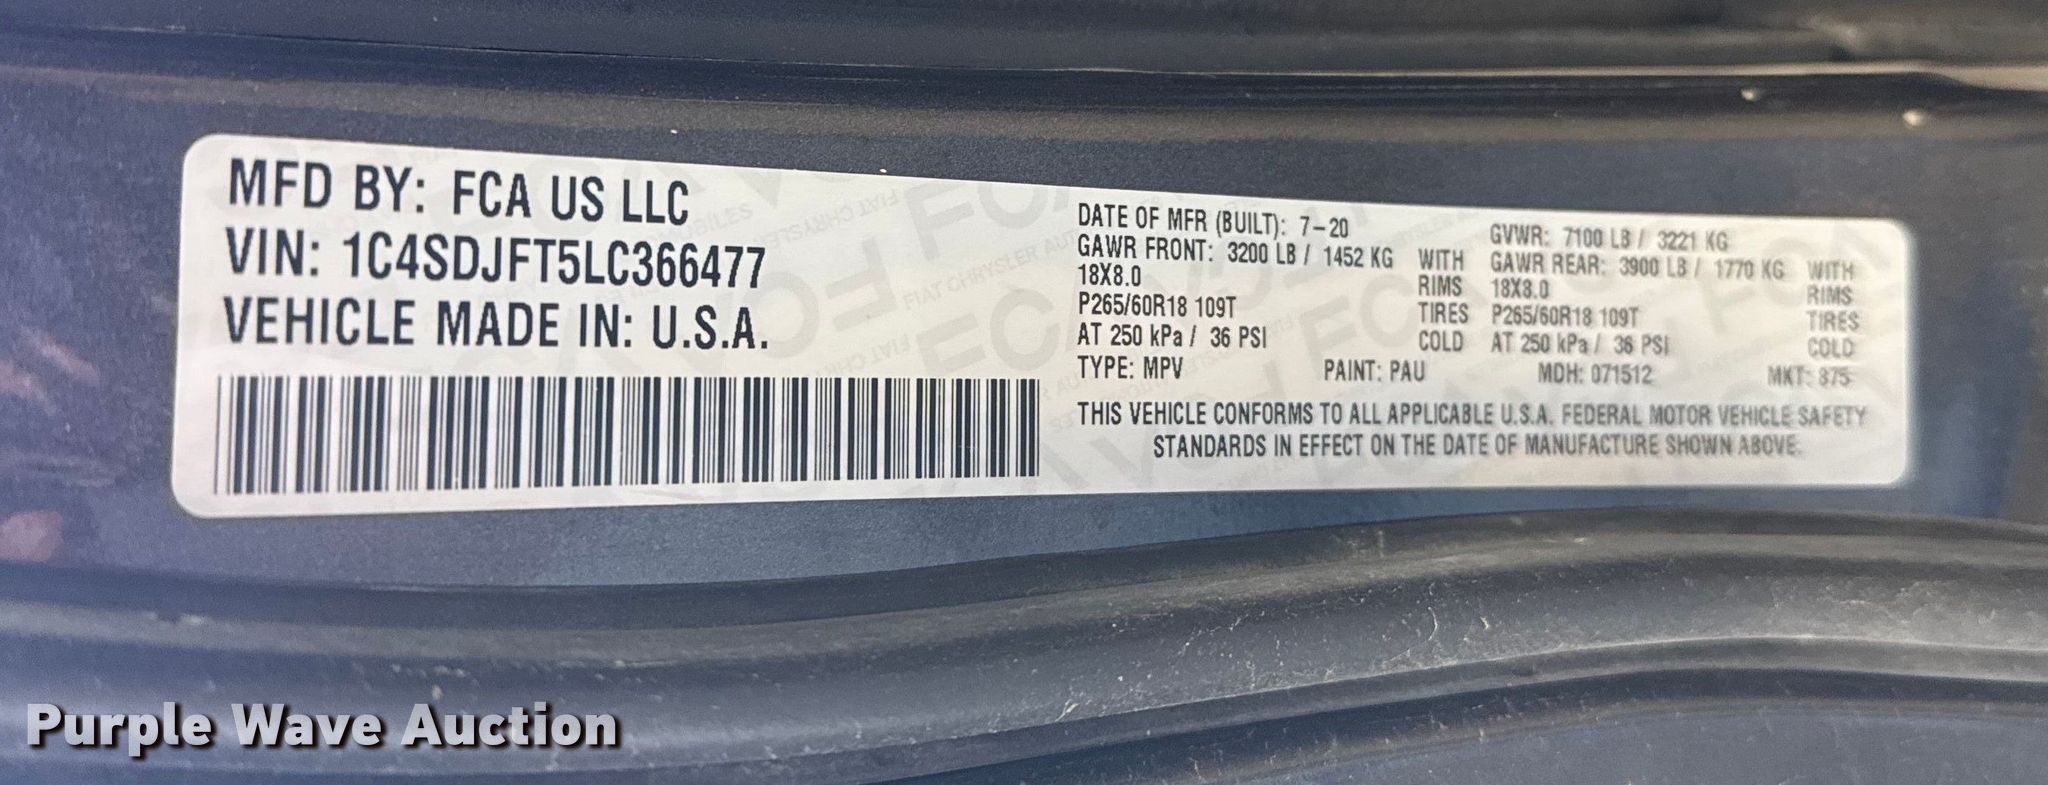 MFD BY: FCA US LLC
VIN: 1C4SDJFT5LC366477
VEHICLE MADE IN: U.S.A.
DATE OF MFR (BUILT): 7-20 GVWR: 7100 LB / 3221 KG
GAWR FRONT: 3200 LB / 1452 KG WITH GAWR REAR: 3900 LB / 1770 KG WITH
18X8.0 RIMS 18X8.0 RIMS
P265/60R18 109T TIRES P265/60R18 109T TIRES
AT 250 kPa / 36 PSI COLD AT 250 kPa / 36 PSI COLD
TYPE: MPV PAINT: PAU MDH: 071512 MKT: 875
THIS VEHICLE CONFORMS TO ALL APPLICABLE U.S.A. FEDERAL MOTOR VEHICLE SAFETY
STANDARDS IN EFFECT ON THE DATE OF MANUFACTURE SHOWN ABOVE.
Purple Wave Auction